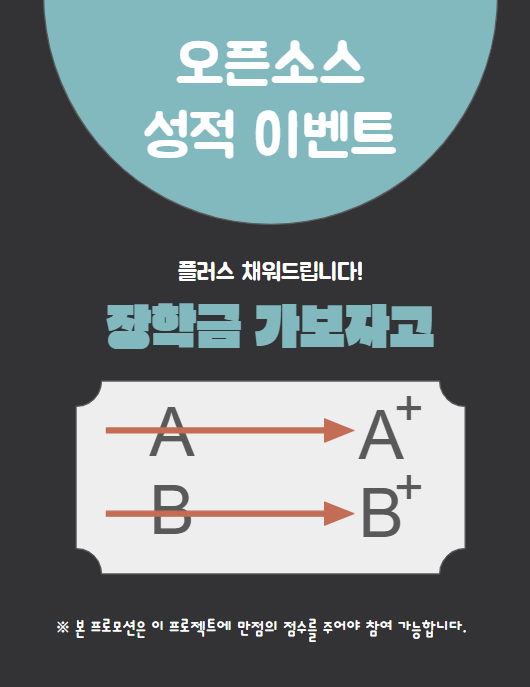 오픈소스
성적 이벤트
플러스 채워드립니다!
장학금 가보자고
A A+
B B+
※ 본 프로모션은 이 프로젝트에 만점의 점수를 주어야 참여 가능합니다.